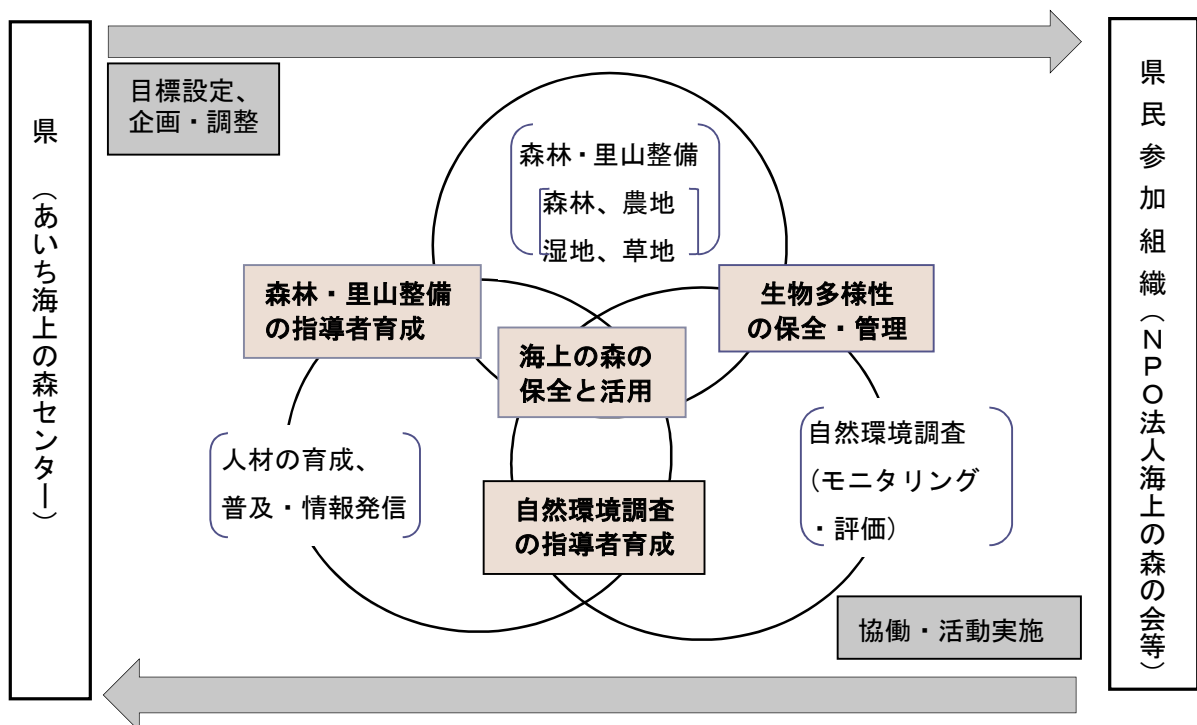 県 (あいち海上の森センター)
目標設定、
企画・調整
森林・里山整備
森林、農地
湿地、草地
森林・里山整備
の指導者育成
生物多様性
の保全・管理
海上の森の
保全と活用
人材の育成、
普及・情報発信
自然環境調査
(モニタリング
・評価)
自然環境調査
の指導者育成
協働・活動実施
県民参加組織(NPO法人海上の森の会等)